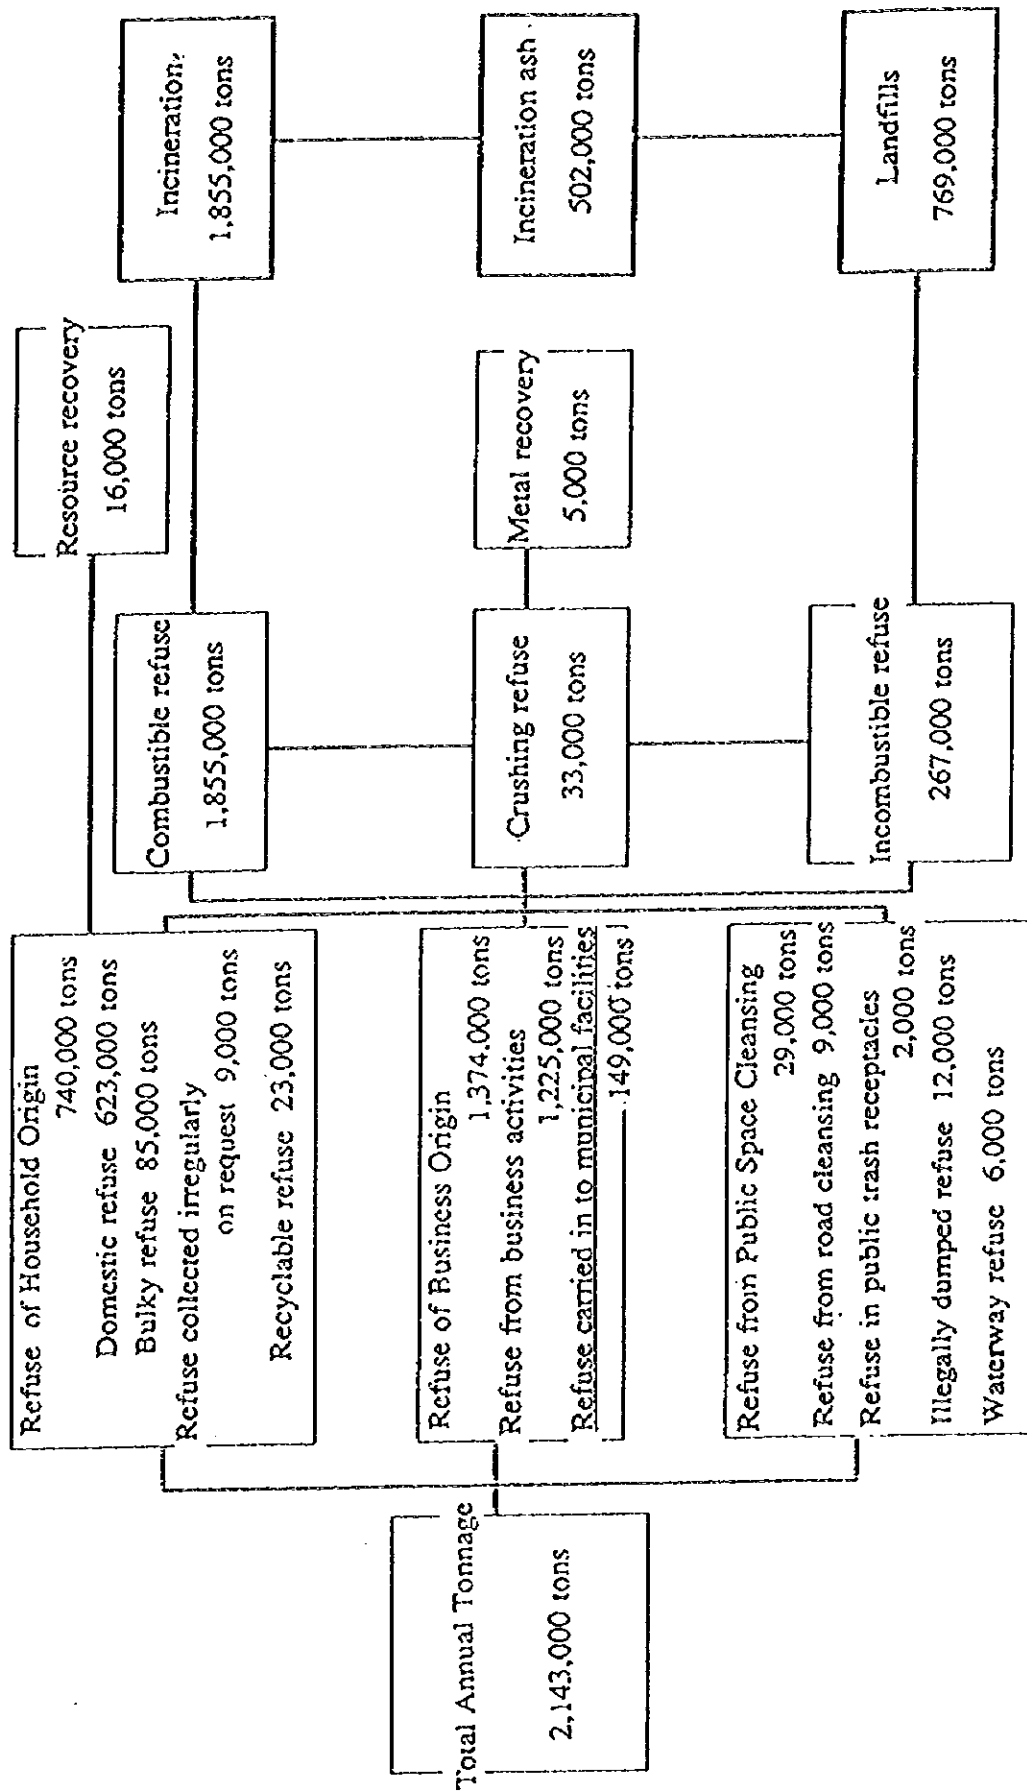 Total Annual Tonnage
2,143,000 tons
Refuse of Household Origin
740,000 tons
Domestic refuse 623,000 tons
Bulky refuse 85,000 tons
Refuse collected irregularly
on request 9,000 tons
Recyclable refuse 23,000 tons
Refuse of Business Origin
1,374,000 tons
Refuse from business activities
1,225,000 tons
Refuse carried in to municipal facilities
149,000 tons
Refuse from Public Space Cleansing
29,000 tons
Refuse from road cleansing 9,000 tons
Refuse in public trash receptacles
2,000 tons
Illegally dumped refuse 12,000 tons
Waterway refuse 6,000 tons
Combustible refuse
1,855,000 tons
Crushing refuse
33,000 tons
Incombustible refuse
267,000 tons
Resource recovery
16,000 tons
Metal recovery
5,000 tons
Incineration
1,855,000 tons
Incineration ash
502,000 tons
Landfills
769,000 tons